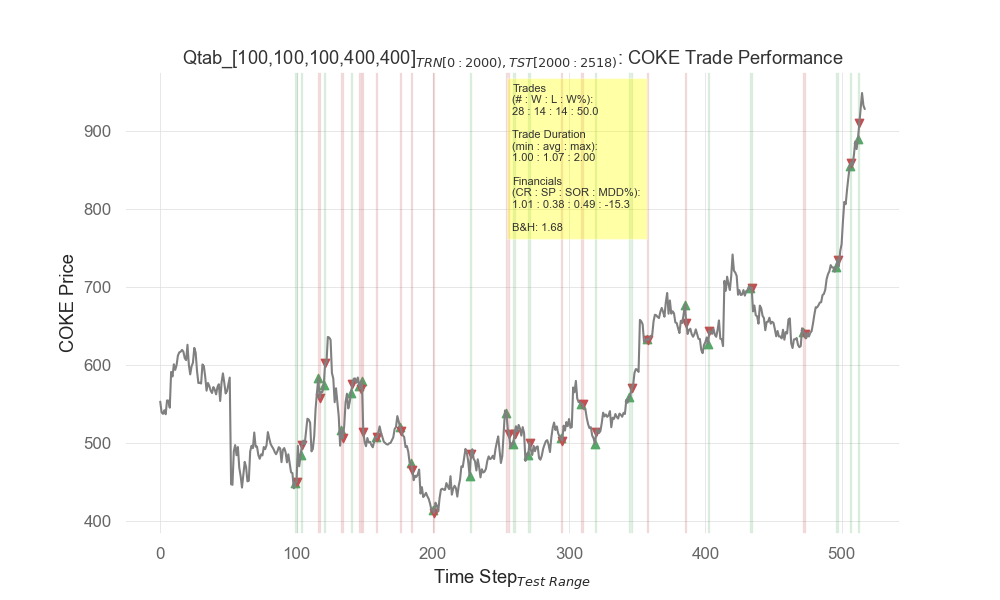 Qtab_[100,100,100,400,400]TRN[0 : 2000), TST[2000 : 2518) : COKE Trade Performance
Trades
(# : W : L : W%):
28 : 14 : 14 : 50.0
Trade Duration
(min : avg : max):
1.00 : 1.07 : 2.00
Financials
(CR : SP : SOR : MDD%):
1.01 : 0.38 : 0.49 : -15.3
B&H: 1.68
COKE Price
900
800
700
600
500
400
0 100 200 300 400 500
Time Step Test Range